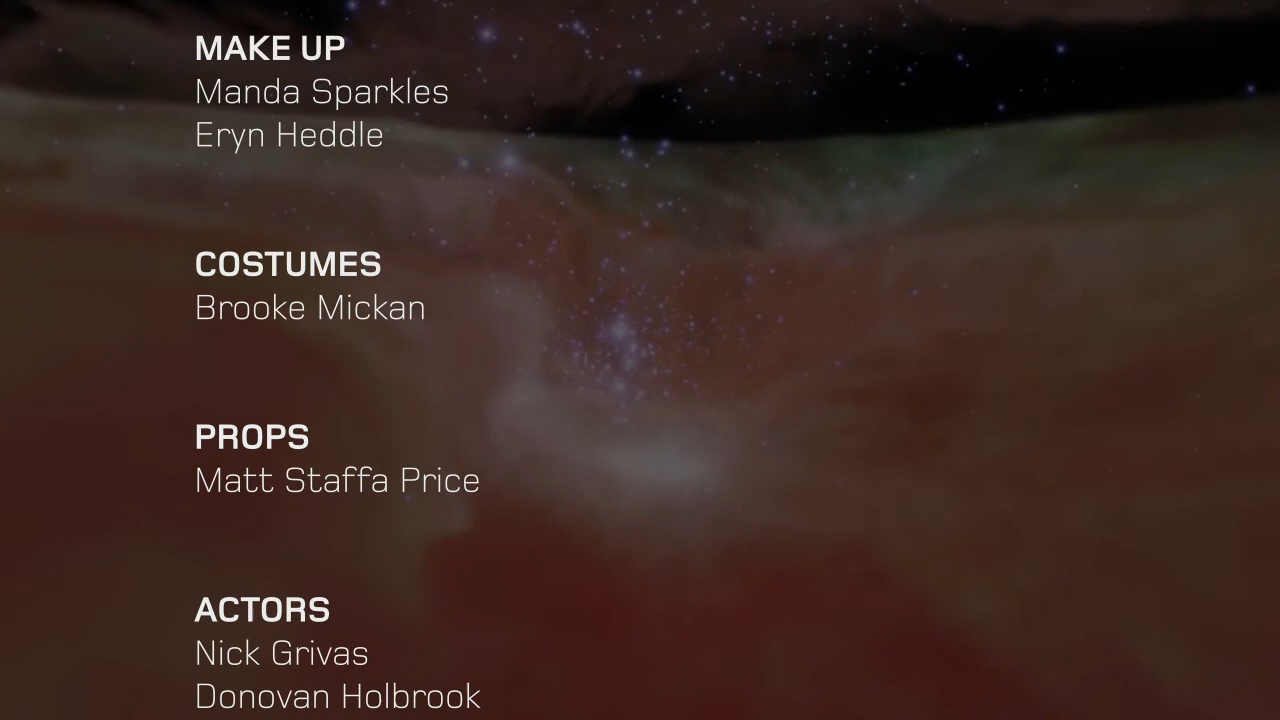 MAKE UP
Manda Sparkles
Eryn Heddle
COSTUMES
Brooke Mickan
PROPS
Matt Staffa Price
ACTORS
Nick Grivas
Donovan Holbrook